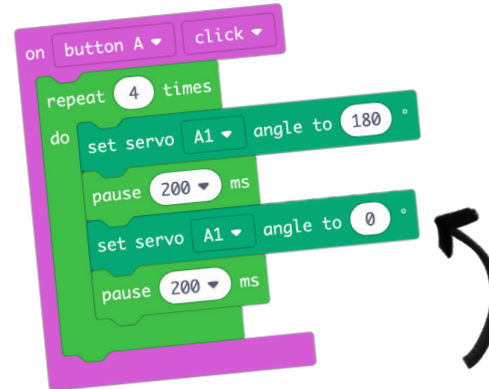 on button A click
repeat 4 times
do
set servo A1 angle to 180 °
pause 200 ms
set servo A1 angle to 0 °
pause 200 ms